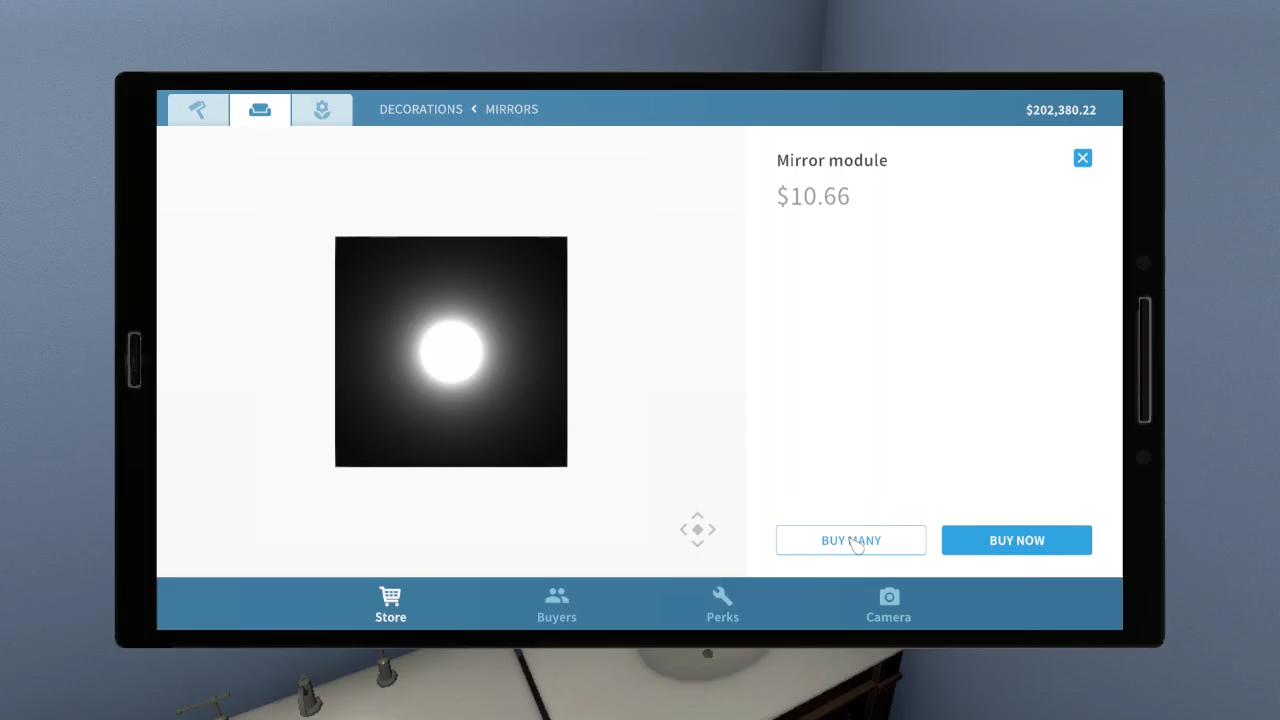 DECORATIONS < MIRRORS
$202,380.22
Mirror module
$10.66
BUY MANY
BUY NOW
Store
Buyers
Perks
Camera